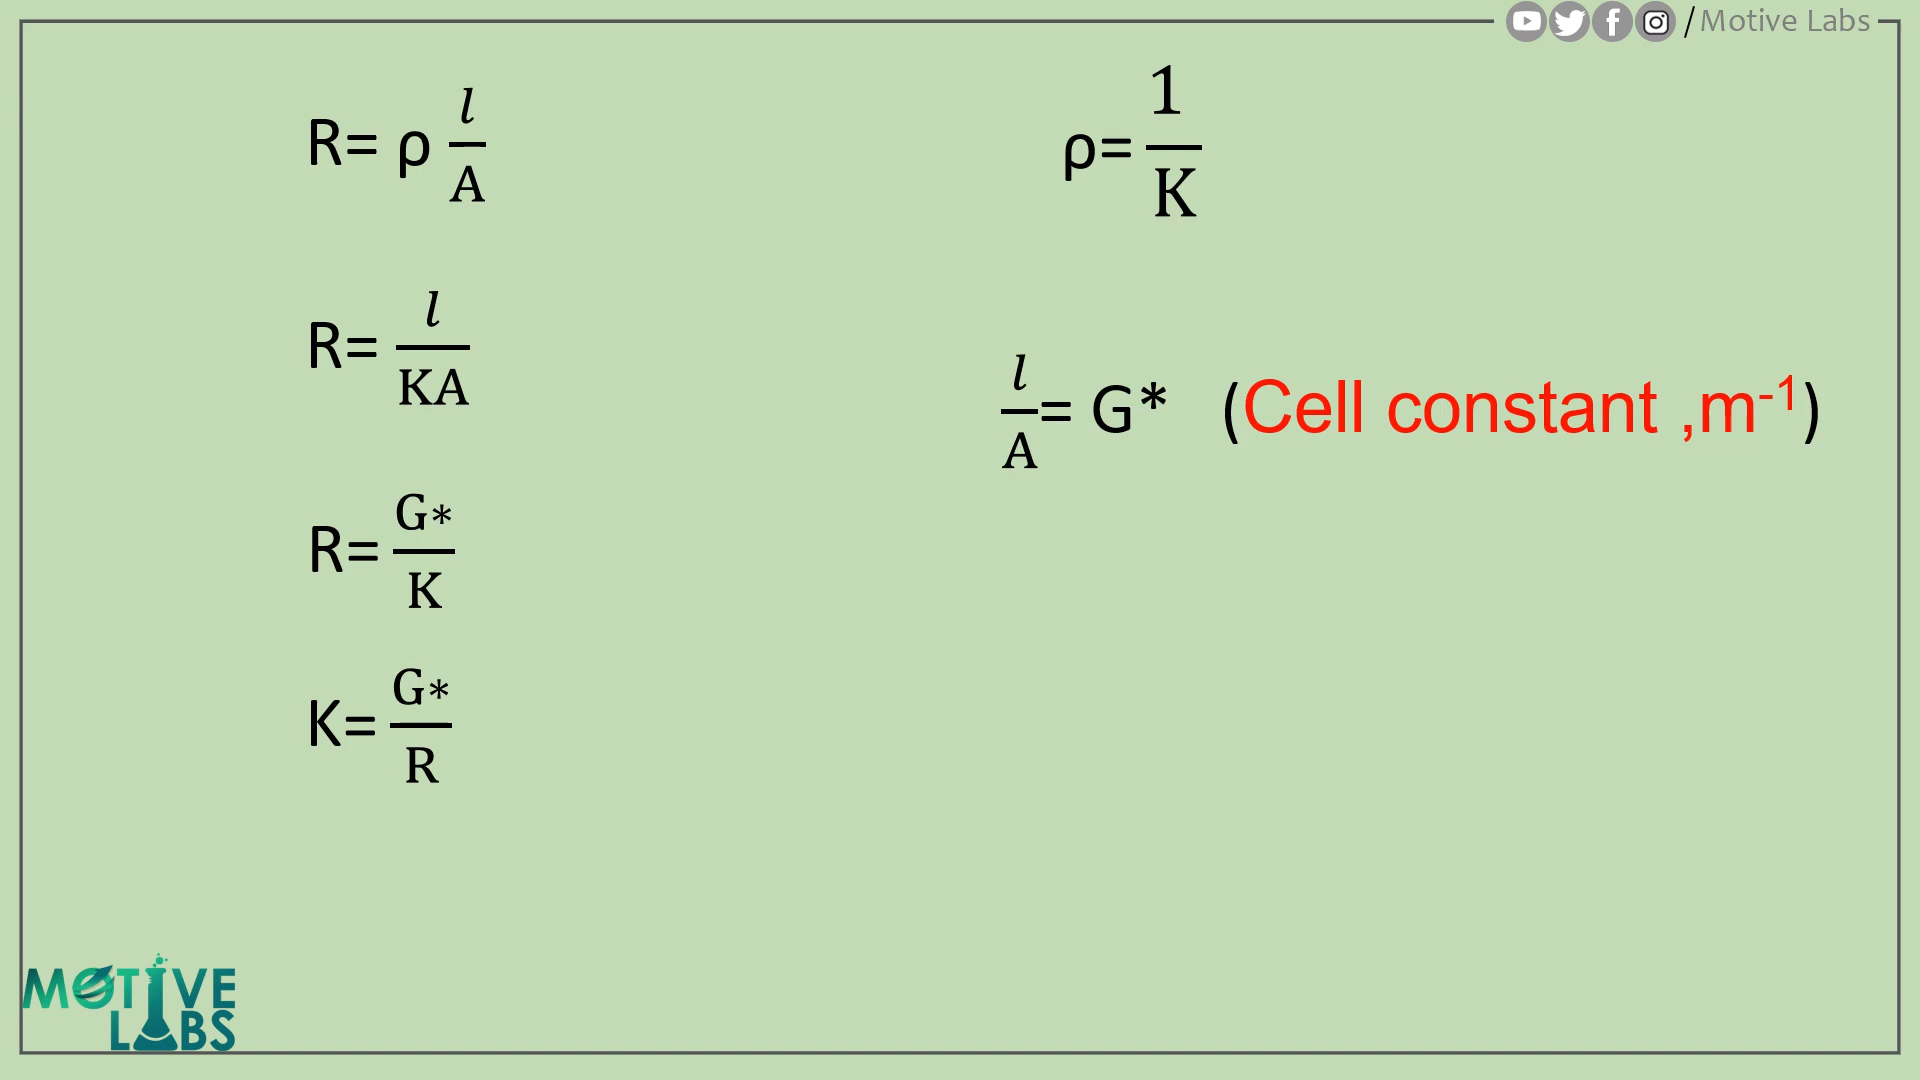 /Motive Labs
R= ρ l/A
ρ= 1/K
R= l/KA
l/A= G* (Cell constant ,m⁻¹)
R= G*/K
K= G*/R
MOTIVE
LABS